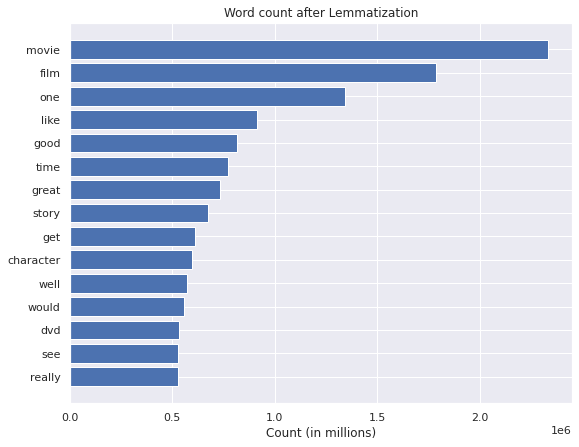 Word count after Lemmatization
movie
film
one
like
good
time
great
story
get
character
well
would
dvd
see
really
0.0 0.5 1.0 1.5 2.0
1e6
Count (in millions)